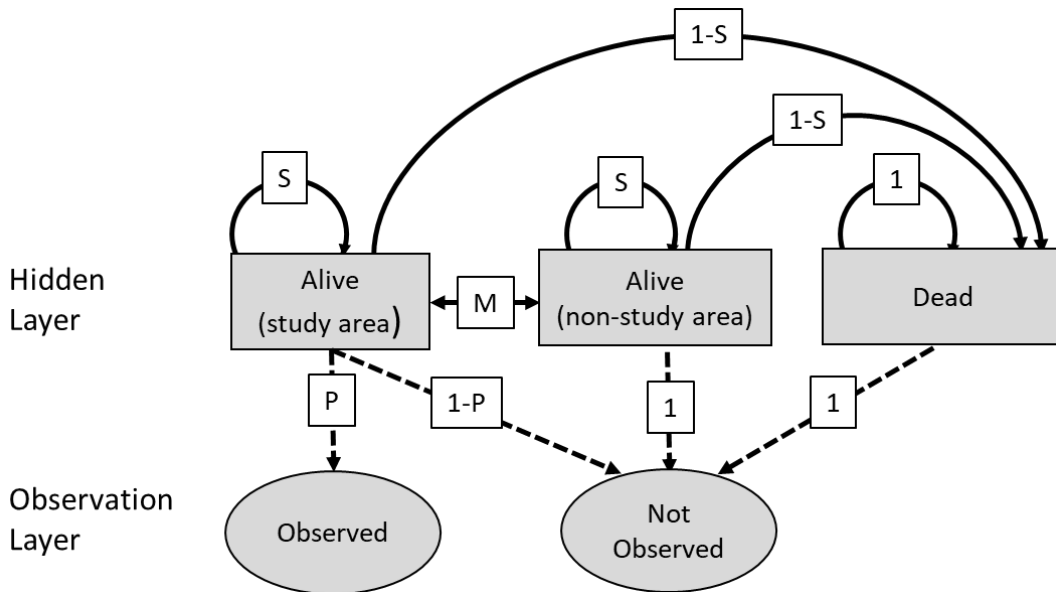 1-S
1-S
S
S
1
Hidden
Layer
Alive
(study area)
M
Alive
(non-study area)
Dead
P
1-P
1
1
Observation
Layer
Observed
Not
Observed